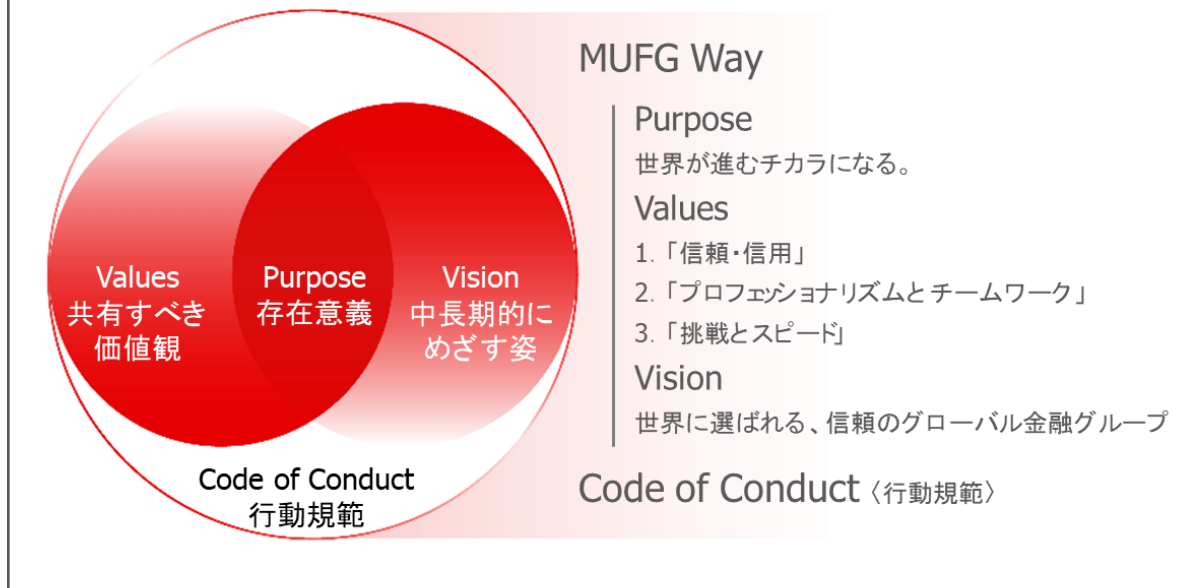 Values
共有すべき
価値観
Purpose
存在意義
Vision
中長期的に
めざす姿
Code of Conduct
行動規範
MUFG Way
Purpose
世界が進むチカラになる。
Values
1. 「信頼・信用」
2. 「プロフェッショナリズムとチームワーク」
3. 「挑戦とスピード」
Vision
世界に選ばれる、信頼のグローバル金融グループ
Code of Conduct 〈行動規範〉